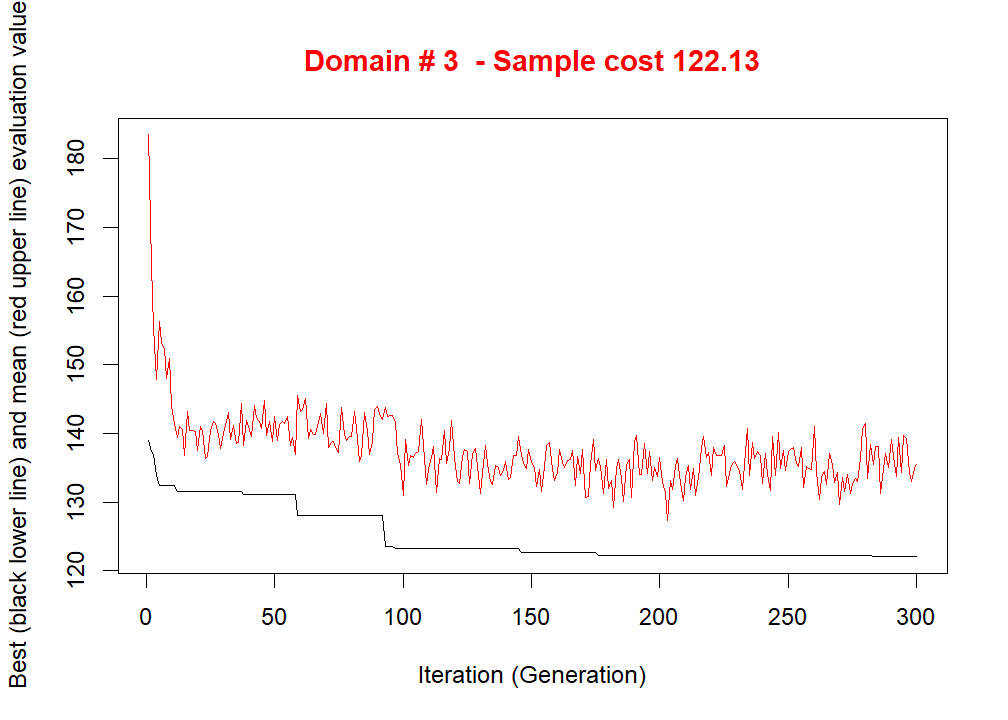 Domain # 3  - Sample cost 122.13
Best (black lower line) and mean (red upper line) evaluation value
180
170
160
150
140
130
120
0 50 100 150 200 250 300
Iteration (Generation)